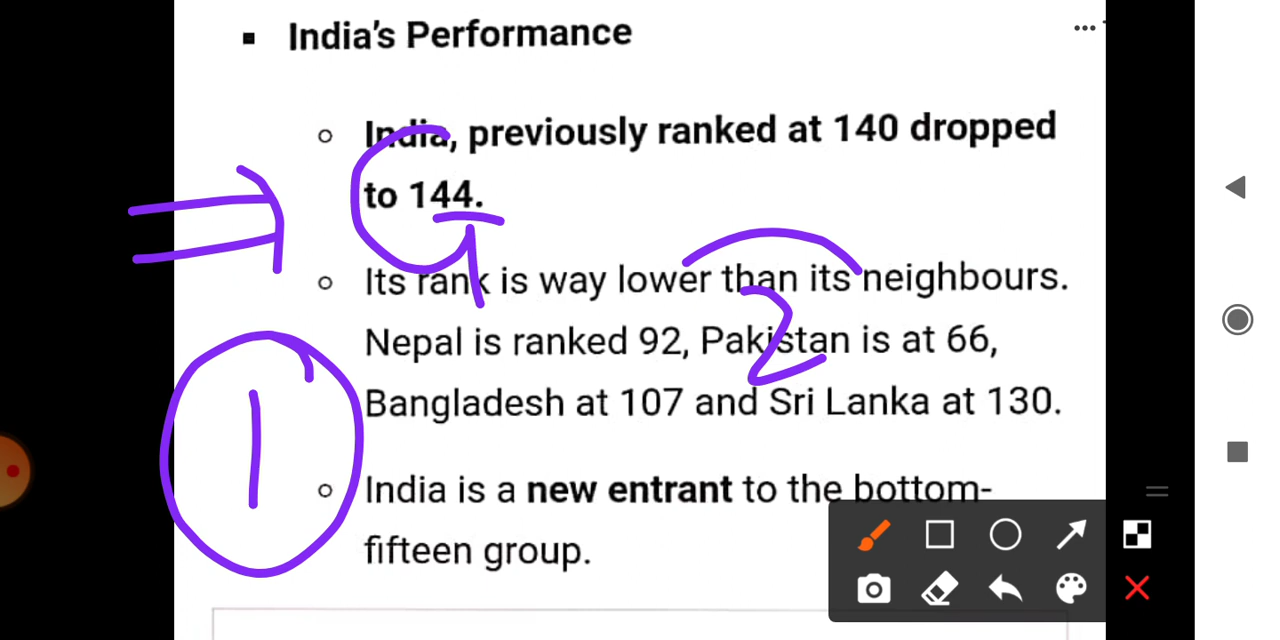 ▪ India's Performance
○ India, previously ranked at 140 dropped
to 144.
○ Its rank is way lower than its neighbours.
Nepal is ranked 92, Pakistan is at 66,
Bangladesh at 107 and Sri Lanka at 130.
○ India is a new entrant to the bottom-
fifteen group.
1
2